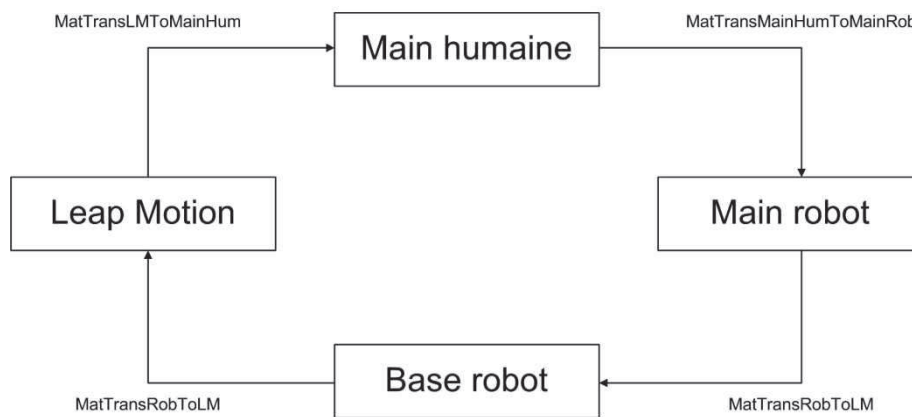 MatTransLMToMainHum
MatTransMainHumToMainRob
Main humaine
Leap Motion
Main robot
Base robot
MatTransRobToLM
MatTransRobToLM